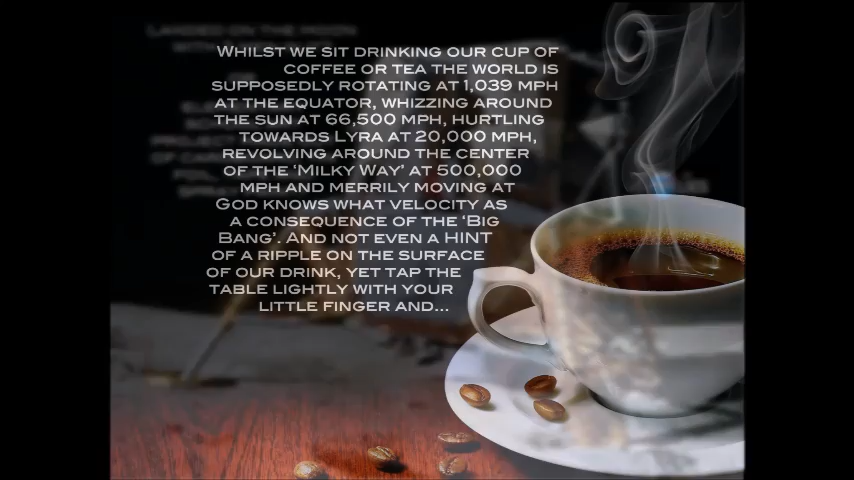 Whilst we sit drinking our cup of
coffee or tea the world is
supposedly rotating at 1,039 mph
at the equator, whizzing around
the sun at 66,500 mph, hurtling
towards Lyra at 20,000 mph,
revolving around the center
of the ‘Milky Way’ at 500,000
mph and merrily moving at
God knows what velocity as
a consequence of the ‘Big
Bang’. And not even a hint
of a ripple on the surface
of our drink, yet tap the
table lightly with your
little finger and...